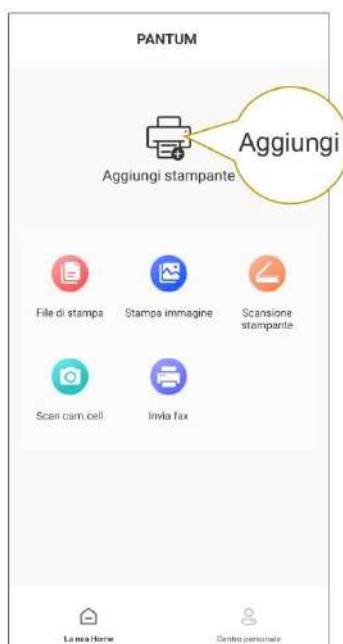 PANTUM
Aggiungi
Aggiungi stampante
File di stampa
Stampa immagine
Scansione
stampante
Scan cam.cell.
Invia fax
La mia Home
Centro personale